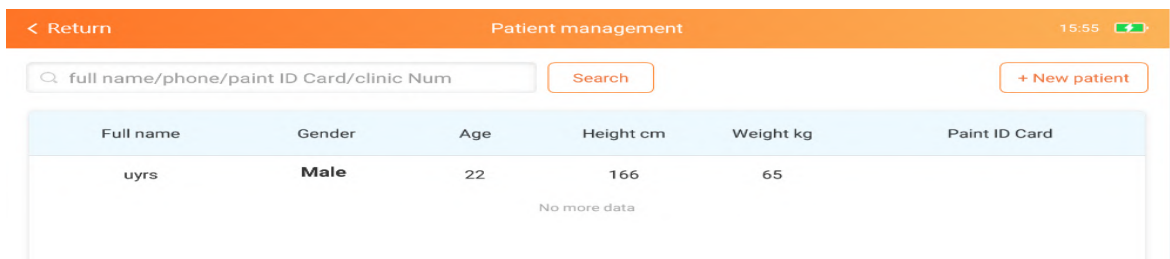 < Return Patient management 15:55
full name/phone/paint ID Card/clinic Num Search + New patient
Full name Gender Age Height cm Weight kg Paint ID Card
uyrs Male 22 166 65
No more data